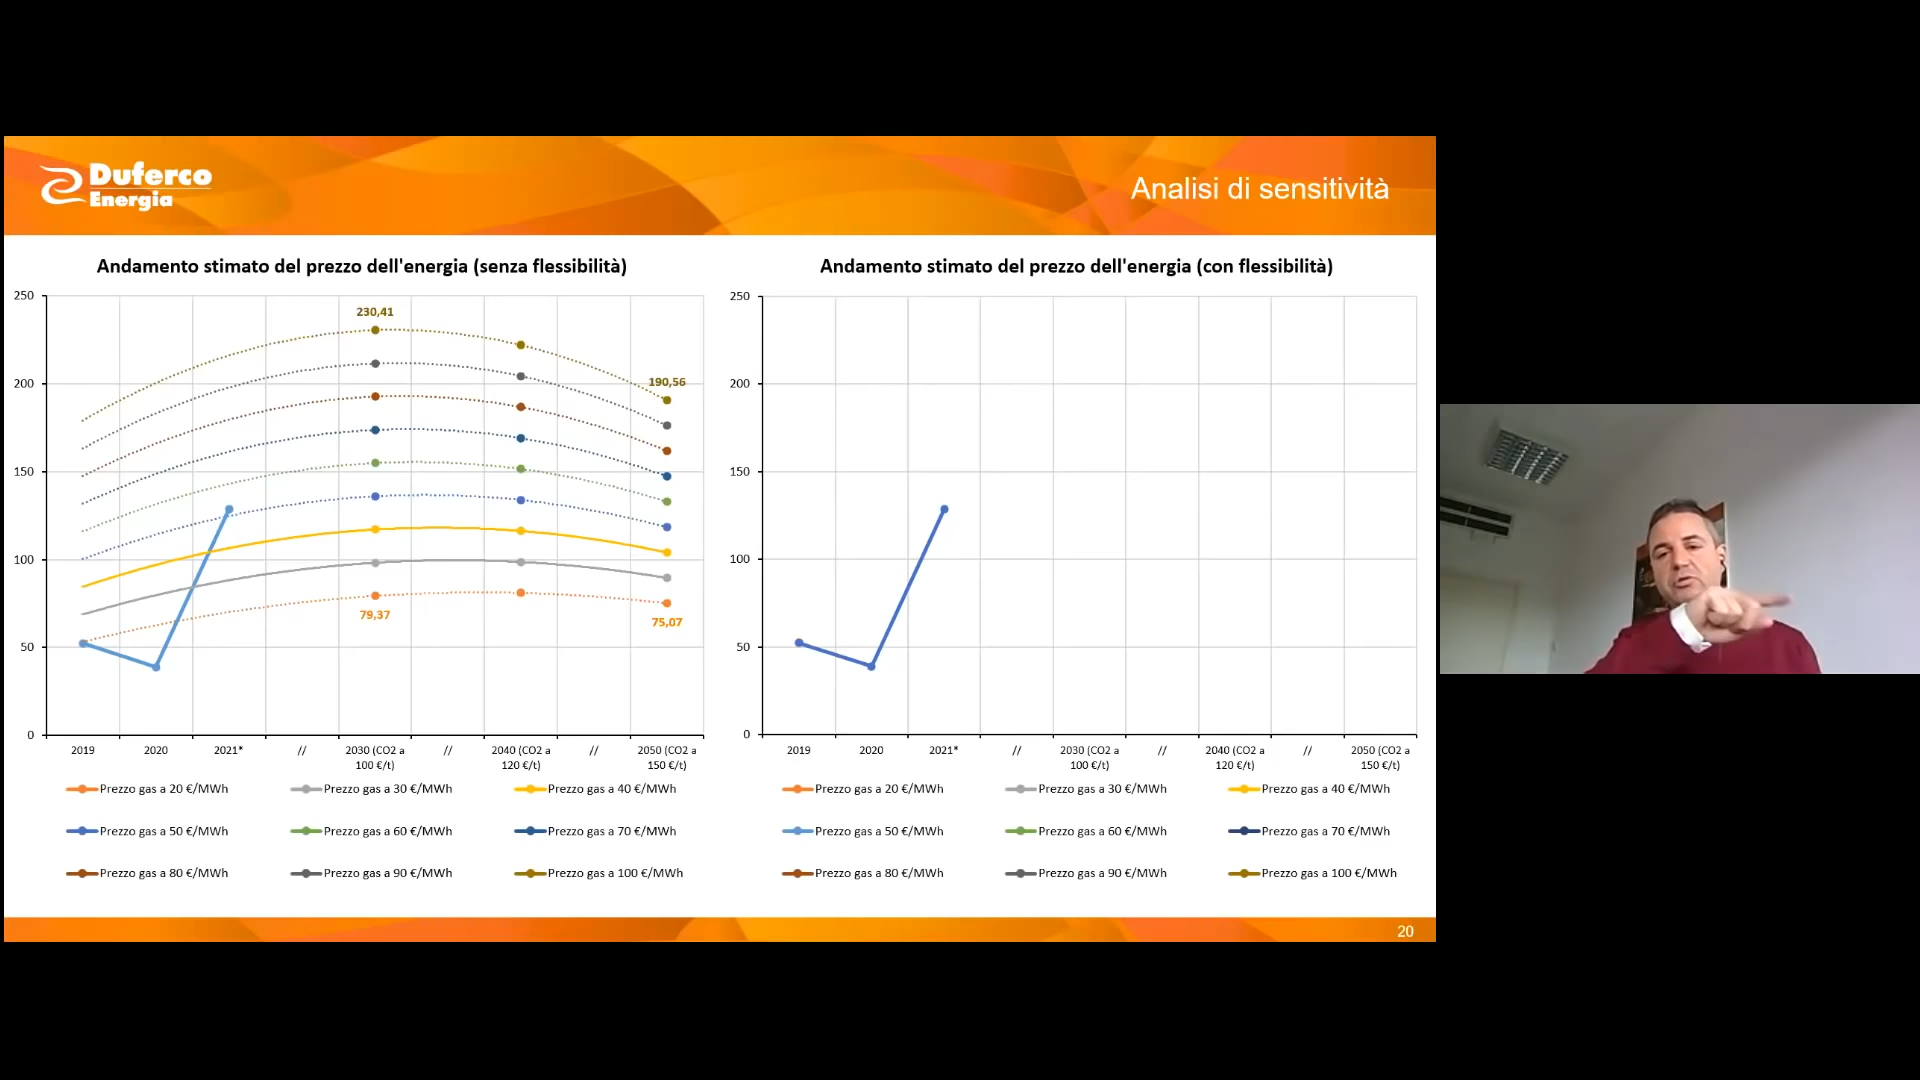 Duferco
Energia
Analisi di sensitività
Andamento stimato del prezzo dell'energia (senza flessibilità)
250
200
150
100
50
0
230,41
190,56
79,37
75,07
2019
2020
2021*
//
2030 (CO2 a
100 €/t)
//
2040 (CO2 a
120 €/t)
//
2050 (CO2 a
150 €/t)
Prezzo gas a 20 €/MWh
Prezzo gas a 30 €/MWh
Prezzo gas a 40 €/MWh
Prezzo gas a 50 €/MWh
Prezzo gas a 60 €/MWh
Prezzo gas a 70 €/MWh
Prezzo gas a 80 €/MWh
Prezzo gas a 90 €/MWh
Prezzo gas a 100 €/MWh
Andamento stimato del prezzo dell'energia (con flessibilità)
250
200
150
100
50
0
2019
2020
2021*
//
2030 (CO2 a
100 €/t)
//
2040 (CO2 a
120 €/t)
//
2050 (CO2 a
150 €/t)
Prezzo gas a 20 €/MWh
Prezzo gas a 30 €/MWh
Prezzo gas a 40 €/MWh
Prezzo gas a 50 €/MWh
Prezzo gas a 60 €/MWh
Prezzo gas a 70 €/MWh
Prezzo gas a 80 €/MWh
Prezzo gas a 90 €/MWh
Prezzo gas a 100 €/MWh
20